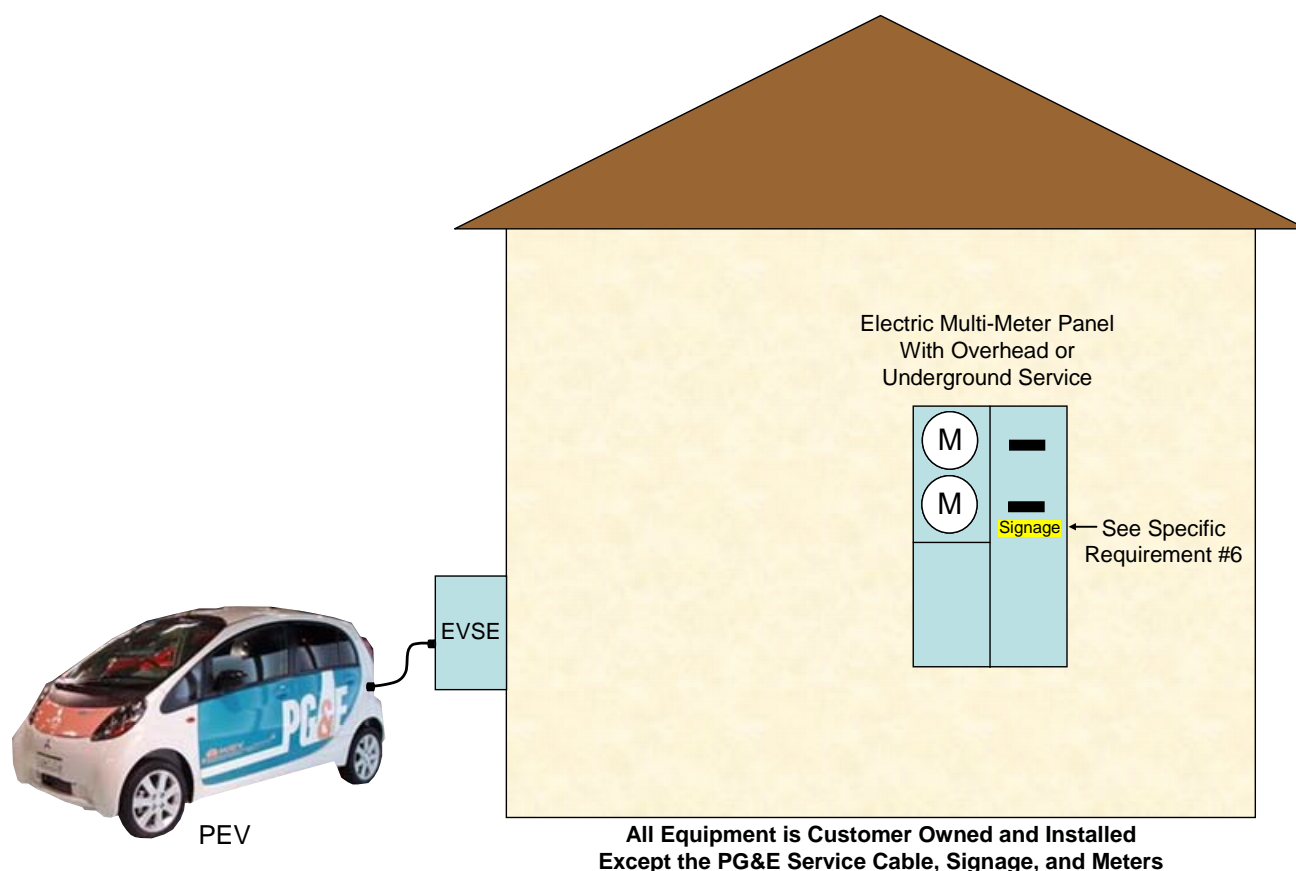 Electric Multi-Meter Panel
With Overhead or
Underground Service
M
M
Signage
See Specific
Requirement #6
EVSE
PG&E
PEV
All Equipment is Customer Owned and Installed
Except the PG&E Service Cable, Signage, and Meters